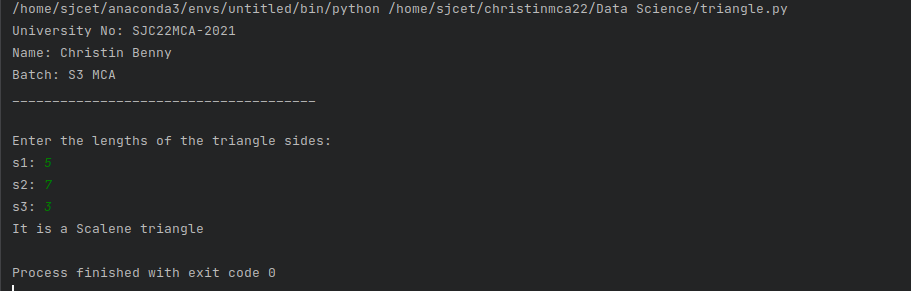 /home/sjcet/anaconda3/envs/untitled/bin/python /home/sjcet/christinmca22/Data Science/triangle.py
University No: SJC22MCA-2021
Name: Christin Benny
Batch: S3 MCA
______________________________________
Enter the lengths of the triangle sides:
s1: 5
s2: 7
s3: 3
It is a Scalene triangle
Process finished with exit code 0